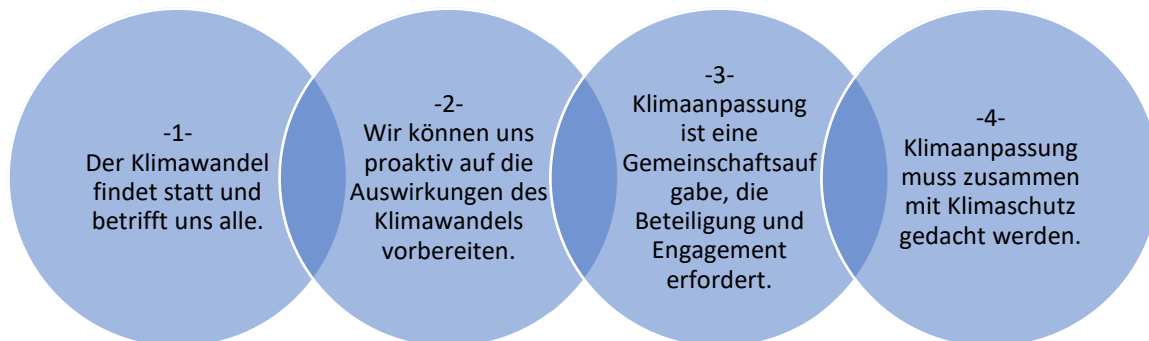 -1-
Der Klimawandel
findet statt und
betrifft uns alle.
-2-
Wir können uns
proaktiv auf die
Auswirkungen des
Klimawandels
vorbereiten.
-3-
Klimaanpassung
ist eine
Gemeinschaftsauf
gabe, die
Beteiligung und
Engagement
erfordert.
-4-
Klimaanpassung
muss zusammen
mit Klimaschutz
gedacht werden.